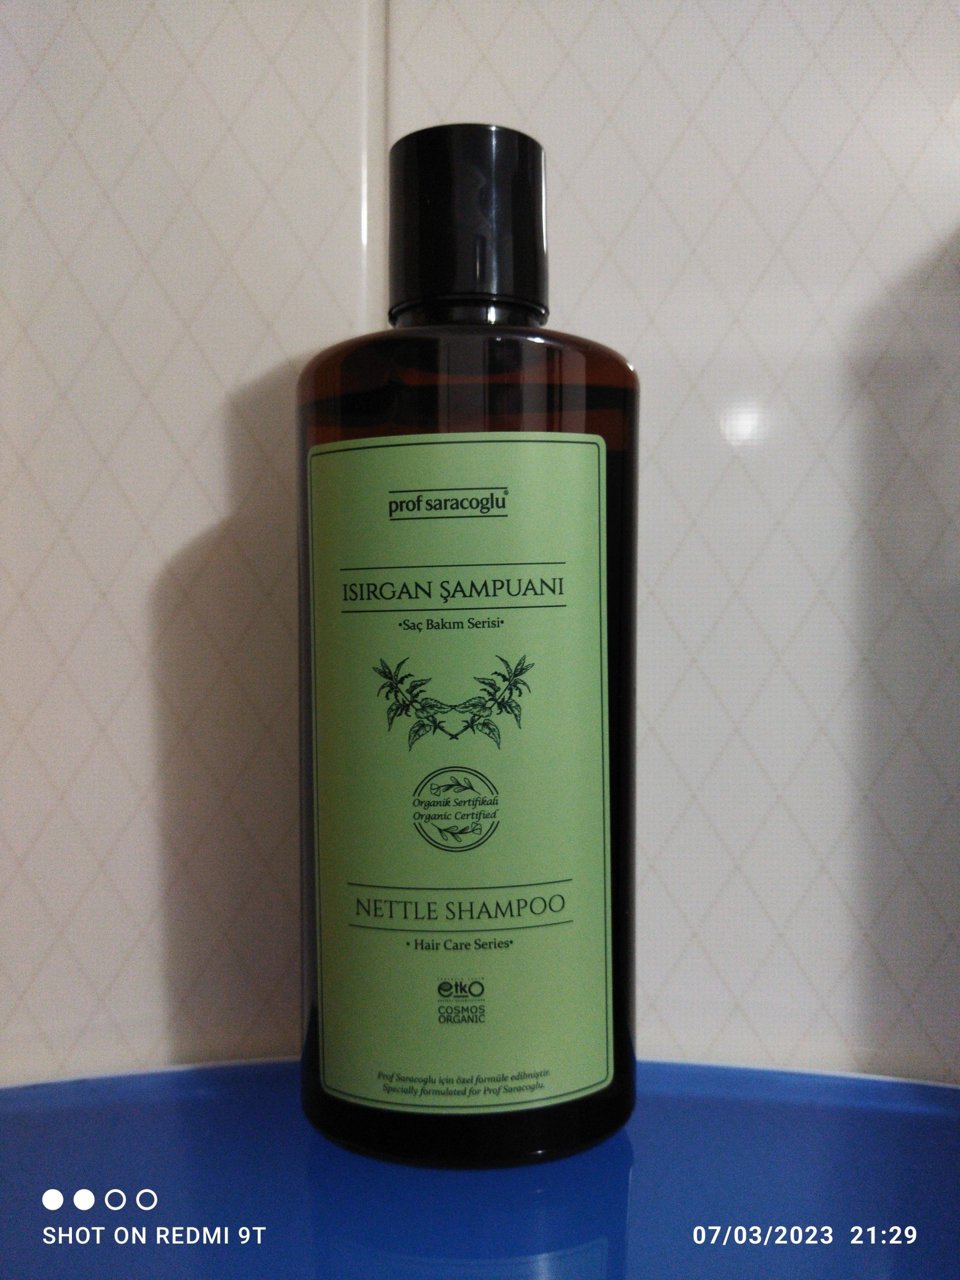 prof saracoglu®
ISIRGAN ŞAMPUANI
•Saç Bakım Serisi•
Organik Sertifikalı
Organic Certified
NETTLE SHAMPOO
• Hair Care Series•
etko
COSMOS
ORGANIC
Prof Saracoglu için özel formüle edilmiştir.
Specially formulated for Prof Saracoglu.
SHOT ON REDMI 9T
07/03/2023 21:29